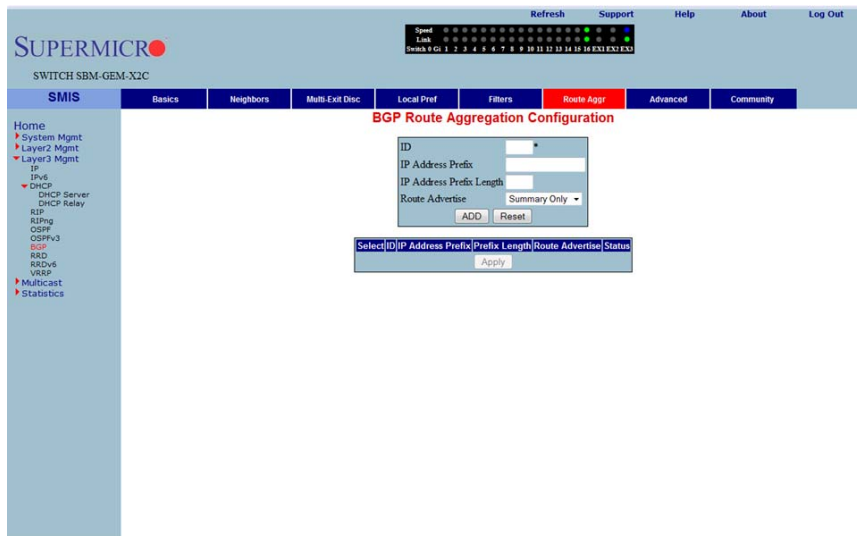 Refresh Support Help About Log Out
SUPERMICRO
Speed
Link
Switch 0 Gi 1 2 3 4 5 6 7 8 9 10 11 12 13 14 15 16 EX1 EX2 EX3
SWITCH SBM-GEM-X2C
SMIS
Basics Neighbors Multi-Exit Disc Local Pref Filters Route Aggr Advanced Community
Home
System Mgmt
Layer2 Mgmt
Layer3 Mgmt
IP
IPv6
DHCP
DHCP Server
DHCP Relay
RIP
RIPng
OSPF
OSPFv3
BGP
RRD
RRDv6
VRRP
Multicast
Statistics
BGP Route Aggregation Configuration
ID *
IP Address Prefix
IP Address Prefix Length
Route Advertise Summary Only
ADD Reset
Select ID IP Address Prefix Prefix Length Route Advertise Status
Apply